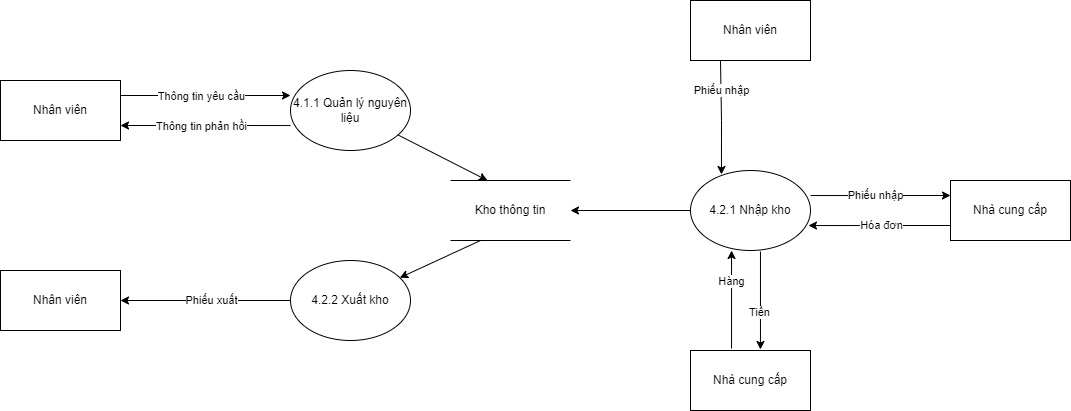 Nhân viên
Phiếu nhập
Nhân viên
Thông tin yêu cầu
Thông tin phản hồi
4.1.1 Quản lý nguyên
liệu
Kho thông tin
4.2.1 Nhập kho
Phiếu nhập
Hóa đơn
Nhà cung cấp
Nhân viên
Phiếu xuất
4.2.2 Xuất kho
Hàng
Tiền
Nhà cung cấp